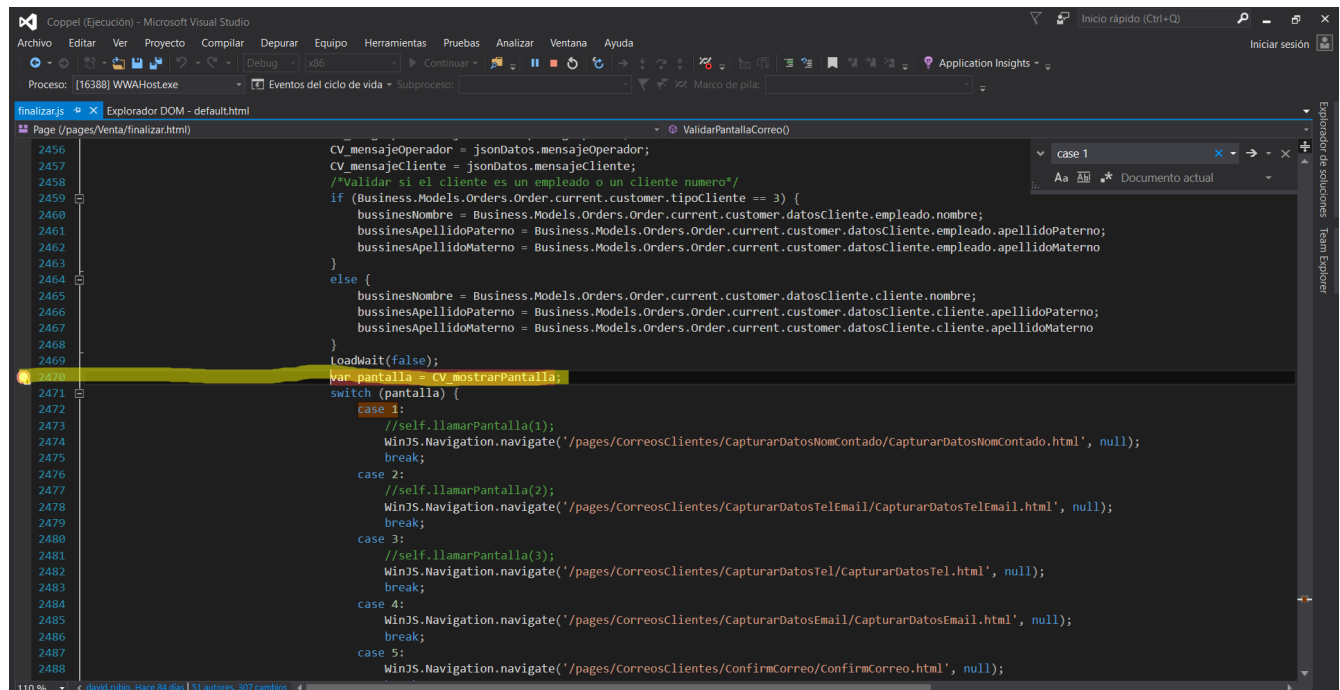 Coppel (Ejecución) - Microsoft Visual Studio
Inicio rápido (Ctrl+Q)
Archivo Editar Ver Proyecto Compilar Depurar Equipo Herramientas Pruebas Analizar Ventana Ayuda
Iniciar sesión
Debug x86 Continuar Application Insights
Proceso: [16388] WWAHost.exe Eventos del ciclo de vida Subproceso: Marco de pila:
finalizar.js Explorador DOM - default.html
Page (/pages/Venta/finalizar.html) ValidarPantallaCorreo()
case 1
Aa Ab| .* Documento actual
Explorador de soluciones
Team Explorer
2456 CV_mensajeOperador = jsonDatos.mensajeOperador;
2457 CV_mensajeCliente = jsonDatos.mensajeCliente;
2458 /*Validar si el cliente es un empleado o un cliente numero*/
2459 if (Business.Models.Orders.Order.current.customer.tipoCliente == 3) {
2460 bussinesNombre = Business.Models.Orders.Order.current.customer.datosCliente.empleado.nombre;
2461 bussinesApellidoPaterno = Business.Models.Orders.Order.current.customer.datosCliente.empleado.apellidoPaterno;
2462 bussinesApellidoMaterno = Business.Models.Orders.Order.current.customer.datosCliente.empleado.apellidoMaterno
2463 }
2464 else {
2465 bussinesNombre = Business.Models.Orders.Order.current.customer.datosCliente.cliente.nombre;
2466 bussinesApellidoPaterno = Business.Models.Orders.Order.current.customer.datosCliente.cliente.apellidoPaterno;
2467 bussinesApellidoMaterno = Business.Models.Orders.Order.current.customer.datosCliente.cliente.apellidoMaterno
2468 }
2469 LoadWait(false);
2470 var pantalla = CV_mostrarPantalla;
2471 switch (pantalla) {
2472 case 1:
2473 //self.llamarPantalla(1);
2474 WinJS.Navigation.navigate('/pages/CorreosClientes/CapturarDatosNomContado/CapturarDatosNomContado.html', null);
2475 break;
2476 case 2:
2477 //self.llamarPantalla(2);
2478 WinJS.Navigation.navigate('/pages/CorreosClientes/CapturarDatosTelEmail/CapturarDatosTelEmail.html', null);
2479 break;
2480 case 3:
2481 //self.llamarPantalla(3);
2482 WinJS.Navigation.navigate('/pages/CorreosClientes/CapturarDatosTel/CapturarDatosTel.html', null);
2483 break;
2484 case 4:
2485 WinJS.Navigation.navigate('/pages/CorreosClientes/CapturarDatosEmail/CapturarDatosEmail.html', null);
2486 break;
2487 case 5:
2488 WinJS.Navigation.navigate('/pages/CorreosClientes/ConfirmCorreo/ConfirmCorreo.html', null);
110 % david rubio, Hace 84 días | 51 autores, 307 cambios